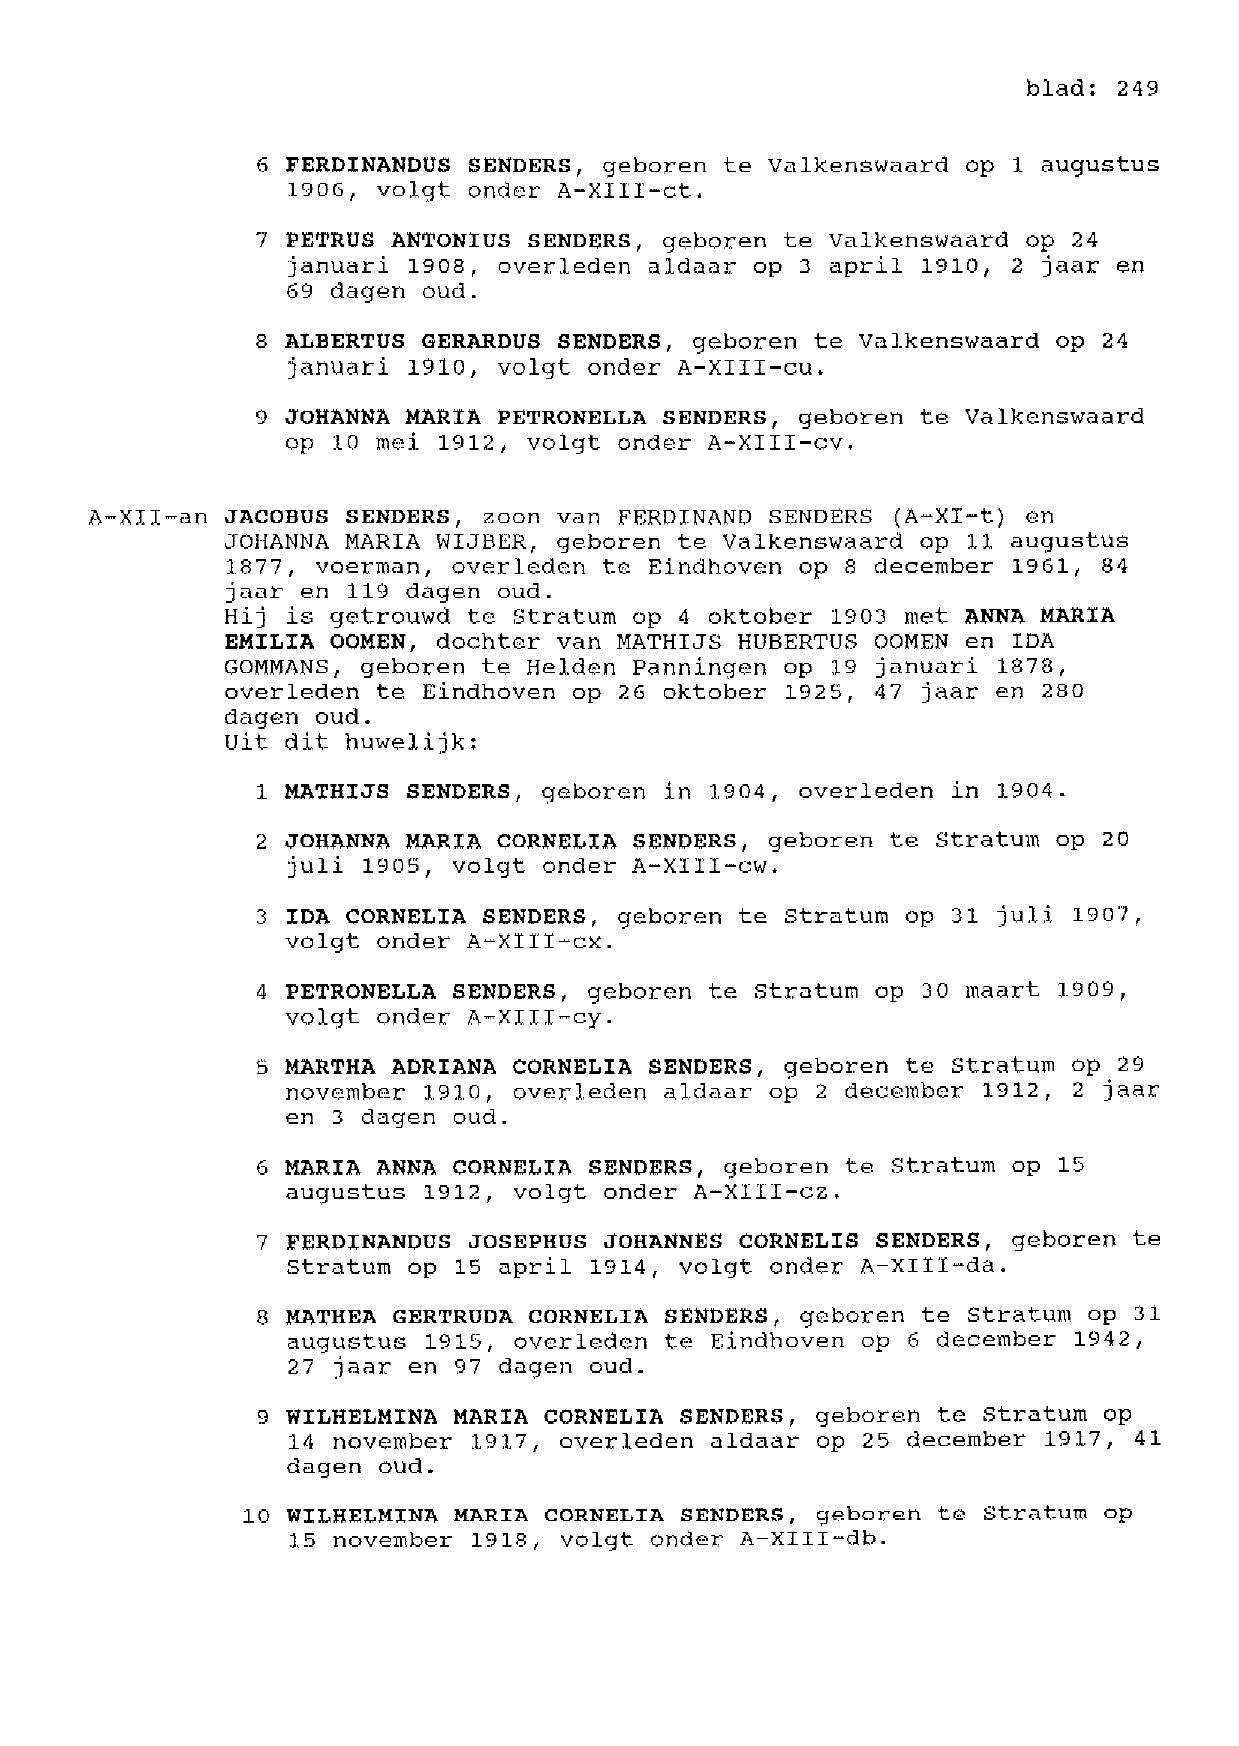 blad: 249
6 FERDINANDUS SENDERS, geboren te Valkenswaard op 1 augustus
1906, volgt onder A-XIII-ct.
7 PETRUS ANTONIUS SENDERS, geboren te Valkenswaard op 24
januari 1908, overleden aldaar op 3 april 1910, 2 jaar en
69 dagen oud.
8 ALBERTUS GERARDUS SENDERS, geboren te Valkenswaard op 24
januari 1910, volgt onder A-XIII-cu.
9 JOHANNA MARIA PETRONELLA SENDERS, geboren te Valkenswaard
op 10 mei 1912, volgt onder A-XIII-cv.
A-XII-an JACOBUS SENDERS, zoon van FERDINAND SENDERS (A-XI-t) en
JOHANNA MARIA WIJBER, geboren te Valkenswaard op 11 augustus
1877, voerman, overleden te Eindhoven op 8 december 1961, 84
jaar en 119 dagen oud.
Hij is getrouwd te Stratum op 4 oktober 1903 met ANNA MARIA
EMILIA OOMEN, dochter van MATHIJS HUBERTUS OOMEN en IDA
GOMMANS, geboren te Helden Panningen op 19 januari 1878,
overleden te Eindhoven op 26 oktober 1925, 47 jaar en 280
dagen oud.
Uit dit huwelijk:
1 MATHIJS SENDERS, geboren in 1904, overleden in 1904.
2 JOHANNA MARIA CORNELIA SENDERS, geboren te Stratum op 20
juli 1905, volgt onder A-XIII-cw.
3 IDA CORNELIA SENDERS, geboren te Stratum op 31 juli 1907,
volgt onder A-XIII-cx.
4 PETRONELLA SENDERS, geboren te Stratum op 30 maart 1909,
volgt onder A-XIII-cy.
5 MARTHA ADRIANA CORNELIA SENDERS, geboren te Stratum op 29
november 1910, overleden aldaar op 2 december 1912, 2 jaar
en 3 dagen oud.
6 MARIA ANNA CORNELIA SENDERS, geboren te Stratum op 15
augustus 1912, volgt onder A-XIII-cz.
7 FERDINANDUS JOSEPHUS JOHANNES CORNELIS SENDERS, geboren te
Stratum op 15 april 1914, volgt onder A-XIII-da.
8 MATHEA GERTRUDA CORNELIA SENDERS, geboren te Stratum op 31
augustus 1915, overleden te Eindhoven op 6 december 1942,
27 jaar en 97 dagen oud.
9 WILHELMINA MARIA CORNELIA SENDERS, geboren te Stratum op
14 november 1917, overleden aldaar op 25 december 1917, 41
dagen oud.
10 WILHELMINA MARIA CORNELIA SENDERS, geboren te Stratum op
15 november 1918, volgt onder A-XIII-db.